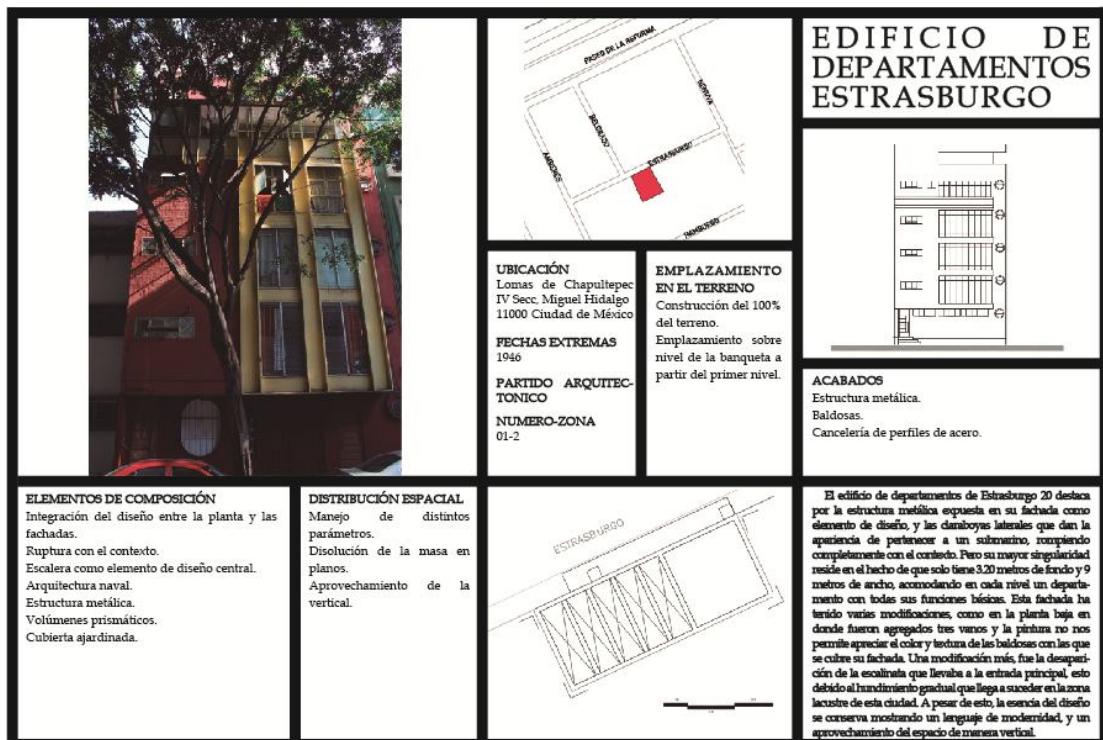 EDIFICIO DE
DEPARTAMENTOS
ESTRASBURGO
PASEO DE LA REFORMA
GENOVA
BELGRADO
ESTRASBURGO
AMBERES
HAMBURGO
UBICACIÓN
Lomas de Chapultepec
IV Secc, Miguel Hidalgo
11000 Ciudad de México
FECHAS EXTREMAS
1946
PARTIDO ARQUITEC-
TONICO
NUMERO-ZONA
01-2
EMPLAZAMIENTO
EN EL TERRENO
Construcción del 100%
del terreno.
Emplazamiento sobre
nivel de la banqueta a
partir del primer nivel.
ACABADOS
Estructura metálica.
Baldosas.
Cancelería de perfiles de acero.
ELEMENTOS DE COMPOSICIÓN
Integración del diseño entre la planta y las
fachadas.
Ruptura con el contexto.
Escalera como elemento de diseño central.
Arquitectura naval.
Estructura metálica.
Volúmenes prismáticos.
Cubierta ajardinada.
DISTRIBUCIÓN ESPACIAL
Manejo de distintos
parámetros.
Disolución de la masa en
planos.
Aprovechamiento de la
vertical.
ESTRASBURGO
El edificio de departamentos de Estrasburgo 20 destaca
por la estructura metálica expuesta en su fachada como
elemento de diseño, y las claraboyas laterales que dan la
apariencia de pertenecer a un submarino, rompiendo
completamente con el contexto. Pero su mayor singularidad
reside en el hecho de que solo tiene 3.20 metros de fondo y 9
metros de ancho, acomodando en cada nivel un departa-
mento con todas sus funciones básicas. Esta fachada ha
tenido varias modificaciones, como en la planta baja en
donde fueron agregados tres vanos y la pintura no nos
permite apreciar el color y textura de las baldosas con las que
se cubre su fachada. Una modificación más, fue la desapari-
ción de la escalinata que llevaba a la entrada principal, esto
debido al hundimiento gradual que llega a suceder en la zona
lacustre de esta ciudad. A pesar de esto, la esencia del diseño
se conserva mostrando un lenguaje de modernidad, y un
aprovechamiento del espacio de manera vertical.